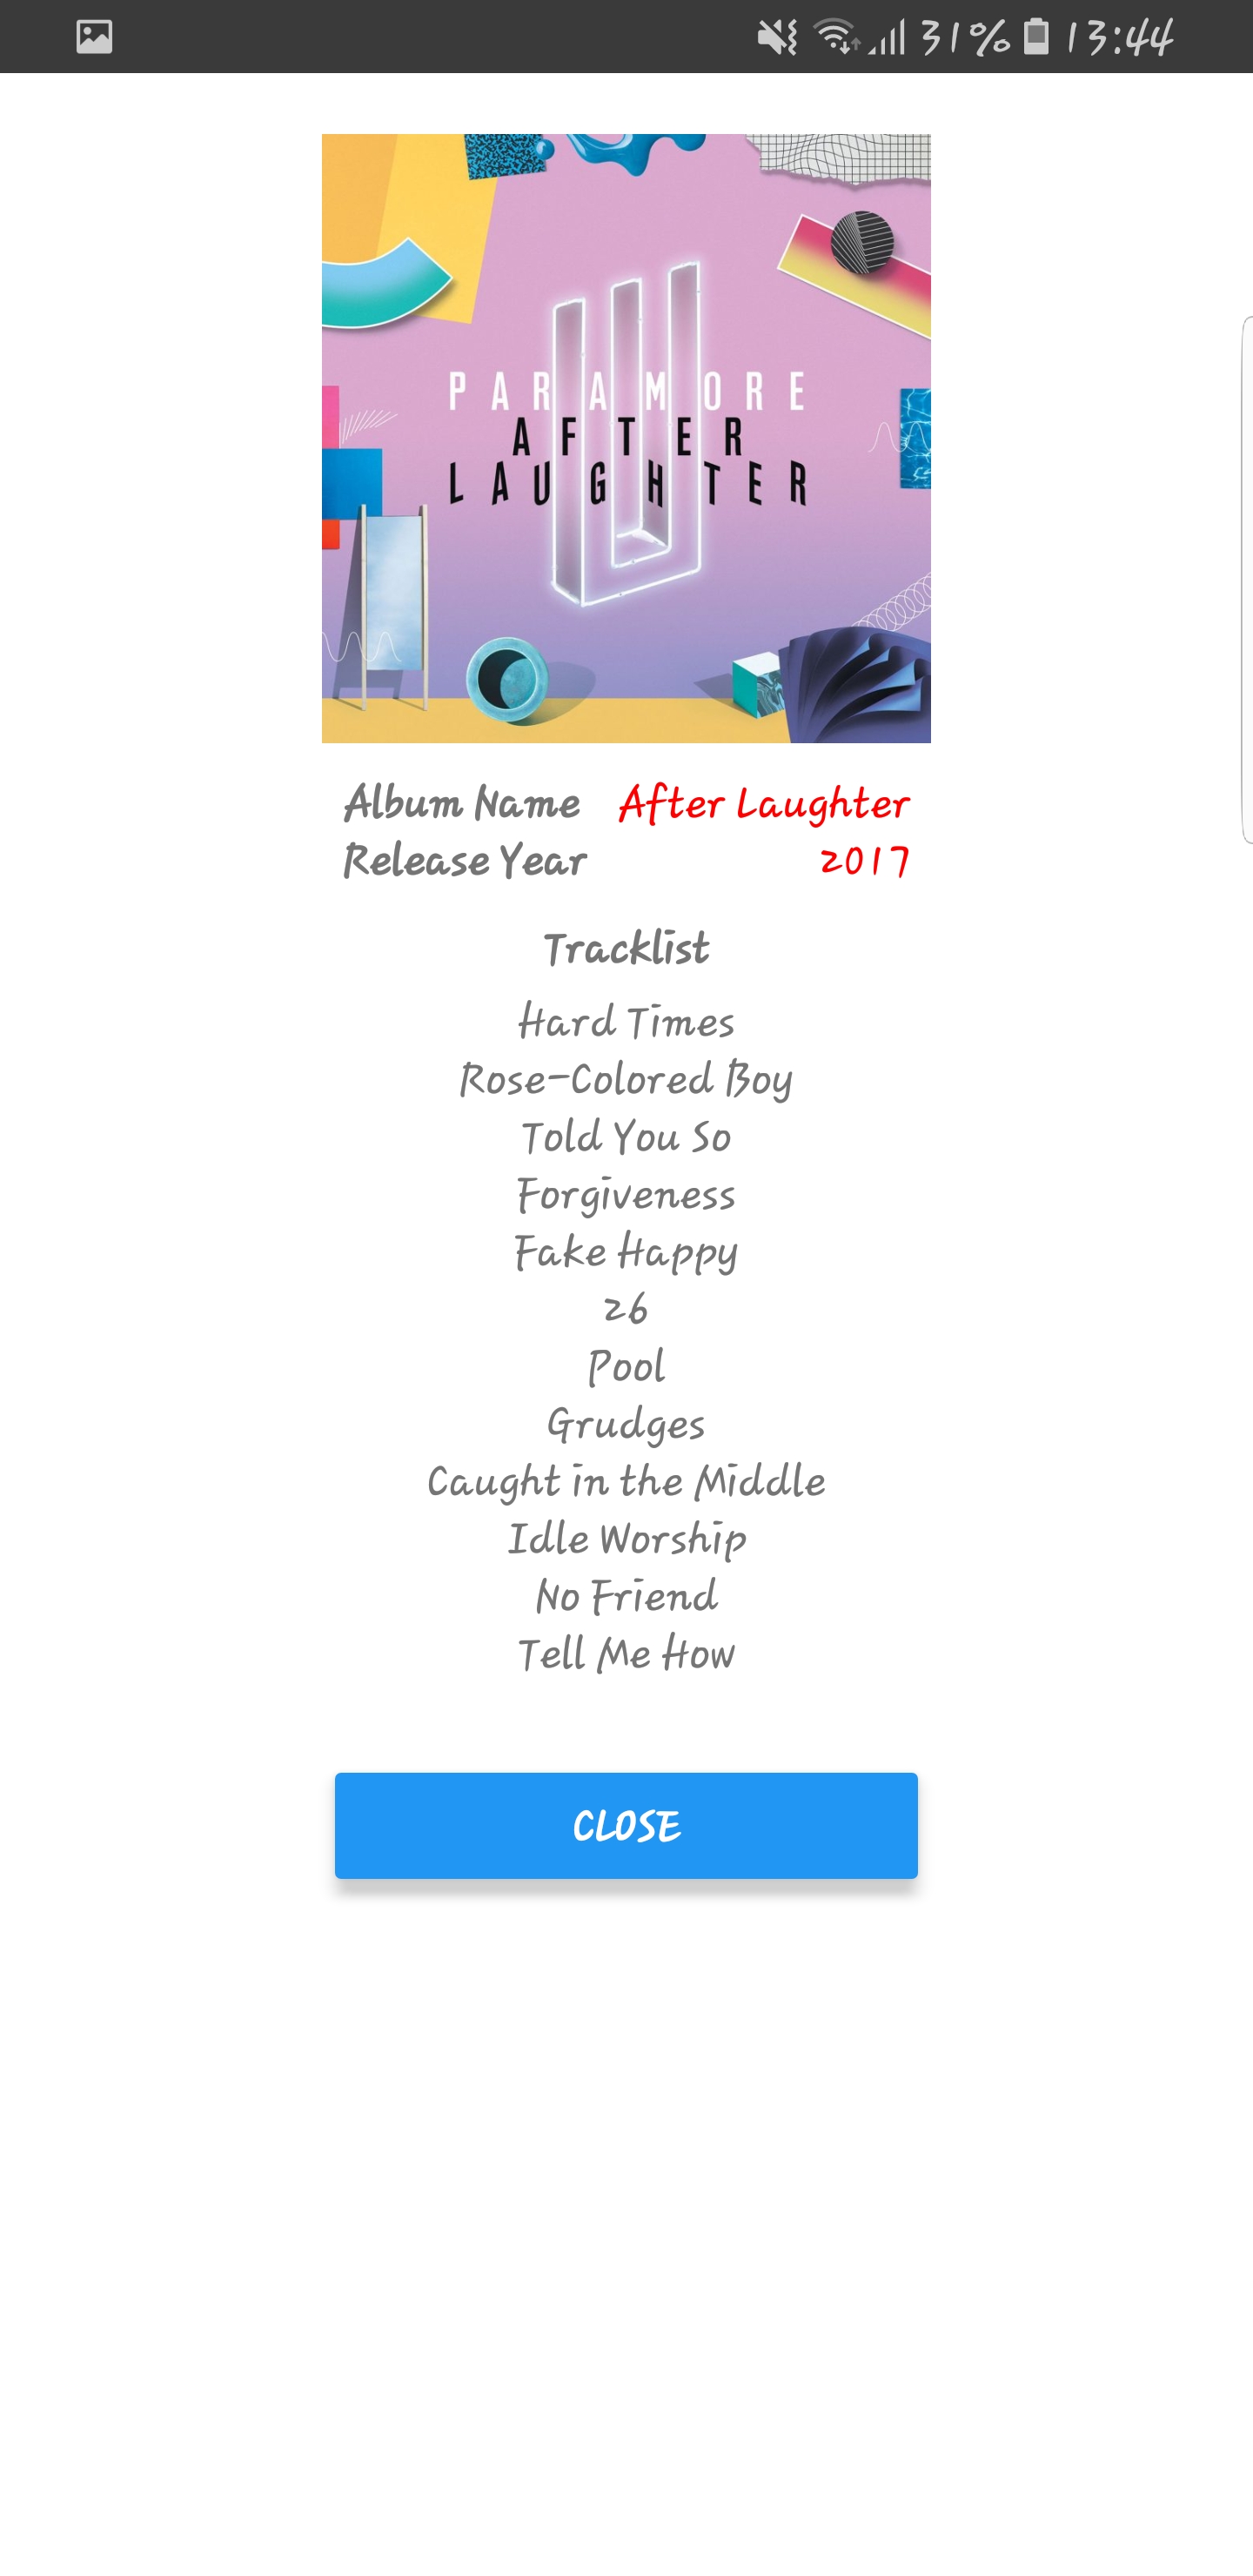 31% 13:44
PARAMORE
AFTER
LAUGHTER
Album Name After Laughter
Release Year 2017
Tracklist
Hard Times
Rose-Colored Boy
Told You So
Forgiveness
Fake Happy
26
Pool
Grudges
Caught in the Middle
Idle Worship
No Friend
Tell Me How
CLOSE